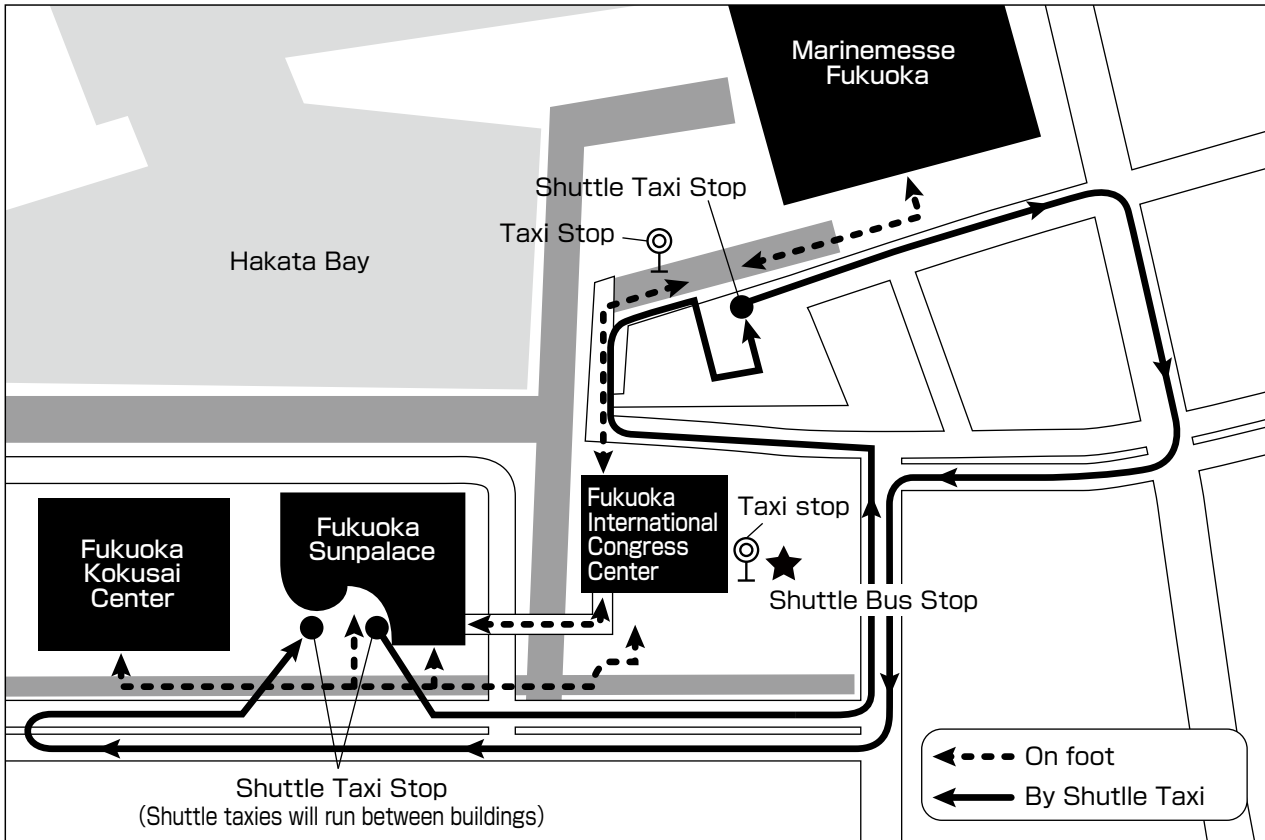 Marinemesse
Fukuoka
Shuttle Taxi Stop
Taxi Stop
Hakata Bay
Fukuoka
Kokusai
Center
Fukuoka
Sunpalace
Fukuoka
International
Congress
Center
Taxi stop
Shuttle Bus Stop
Shuttle Taxi Stop
(Shuttle taxies will run between buildings)
On foot
By Shutlle Taxi